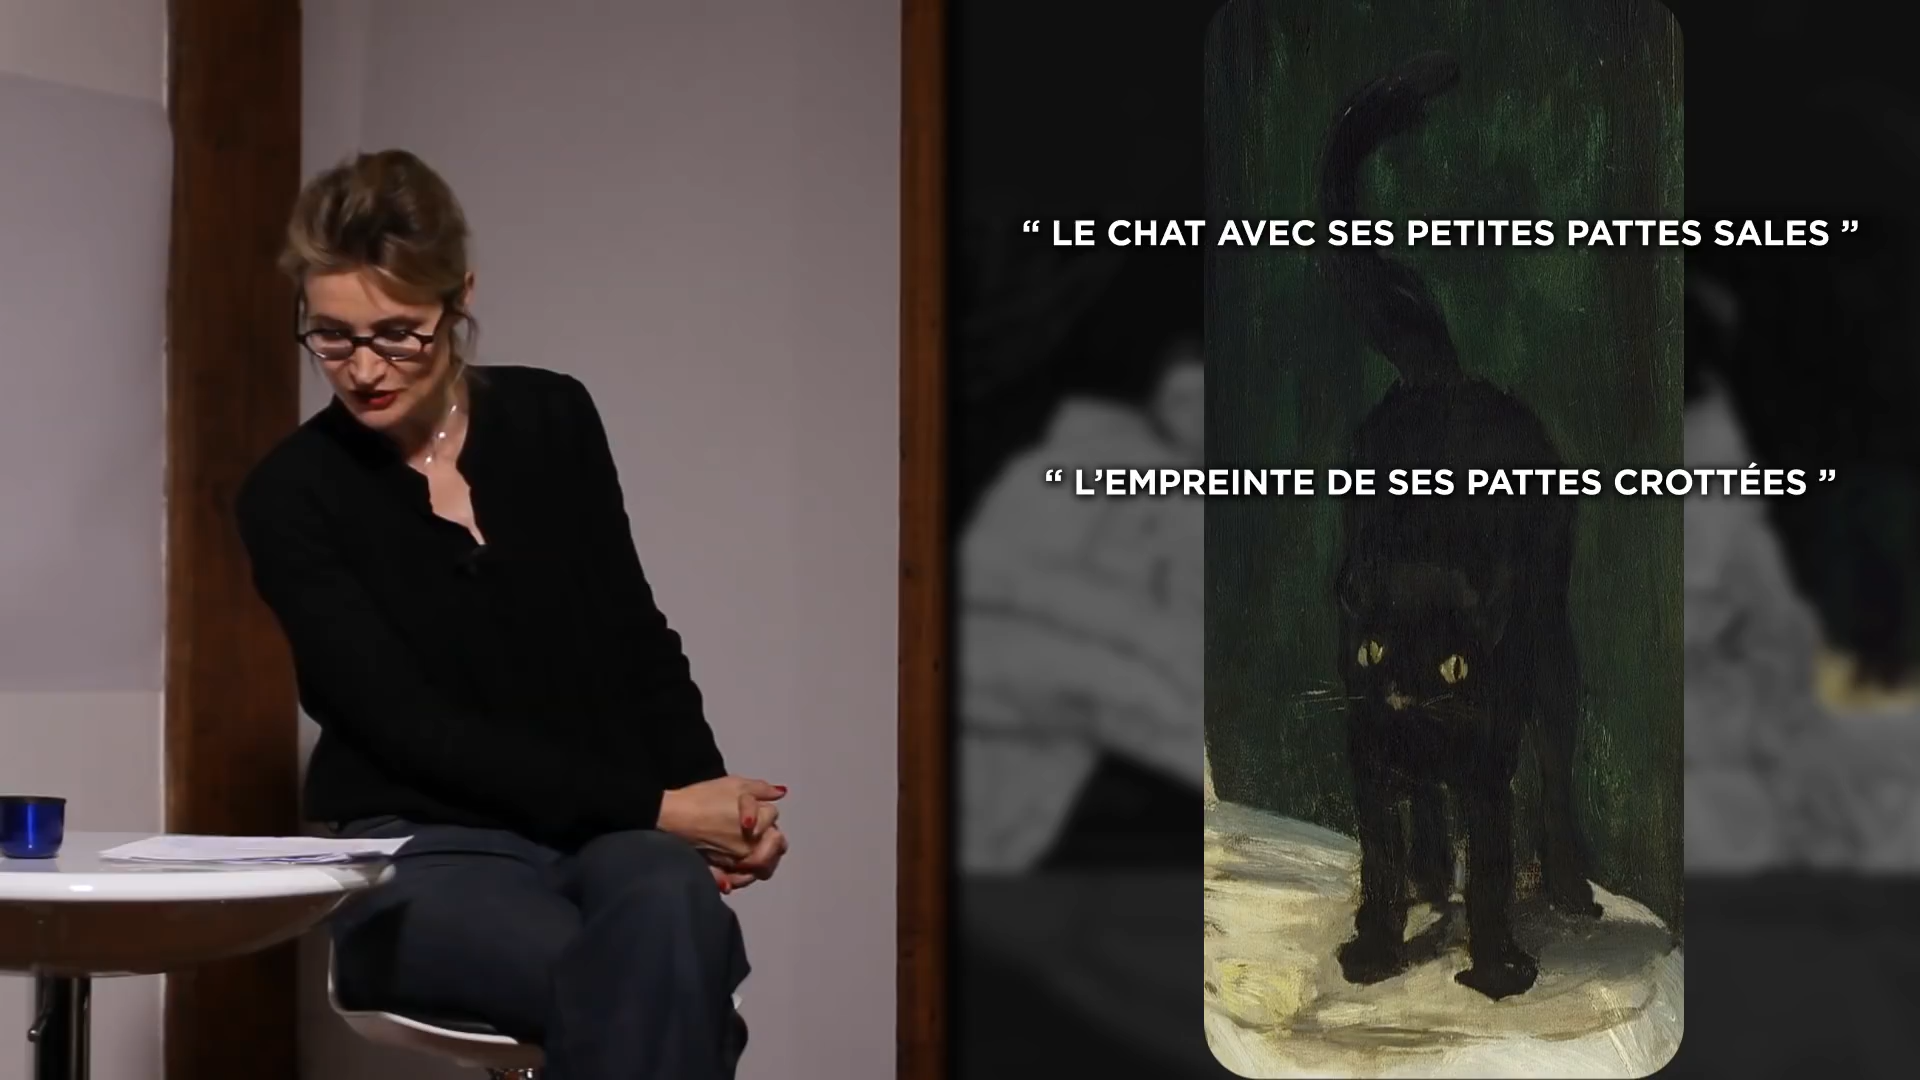 “ LE CHAT AVEC SES PETITES PATTES SALES ”
“ L’EMPREINTE DE SES PATTES CROTTÉES ”